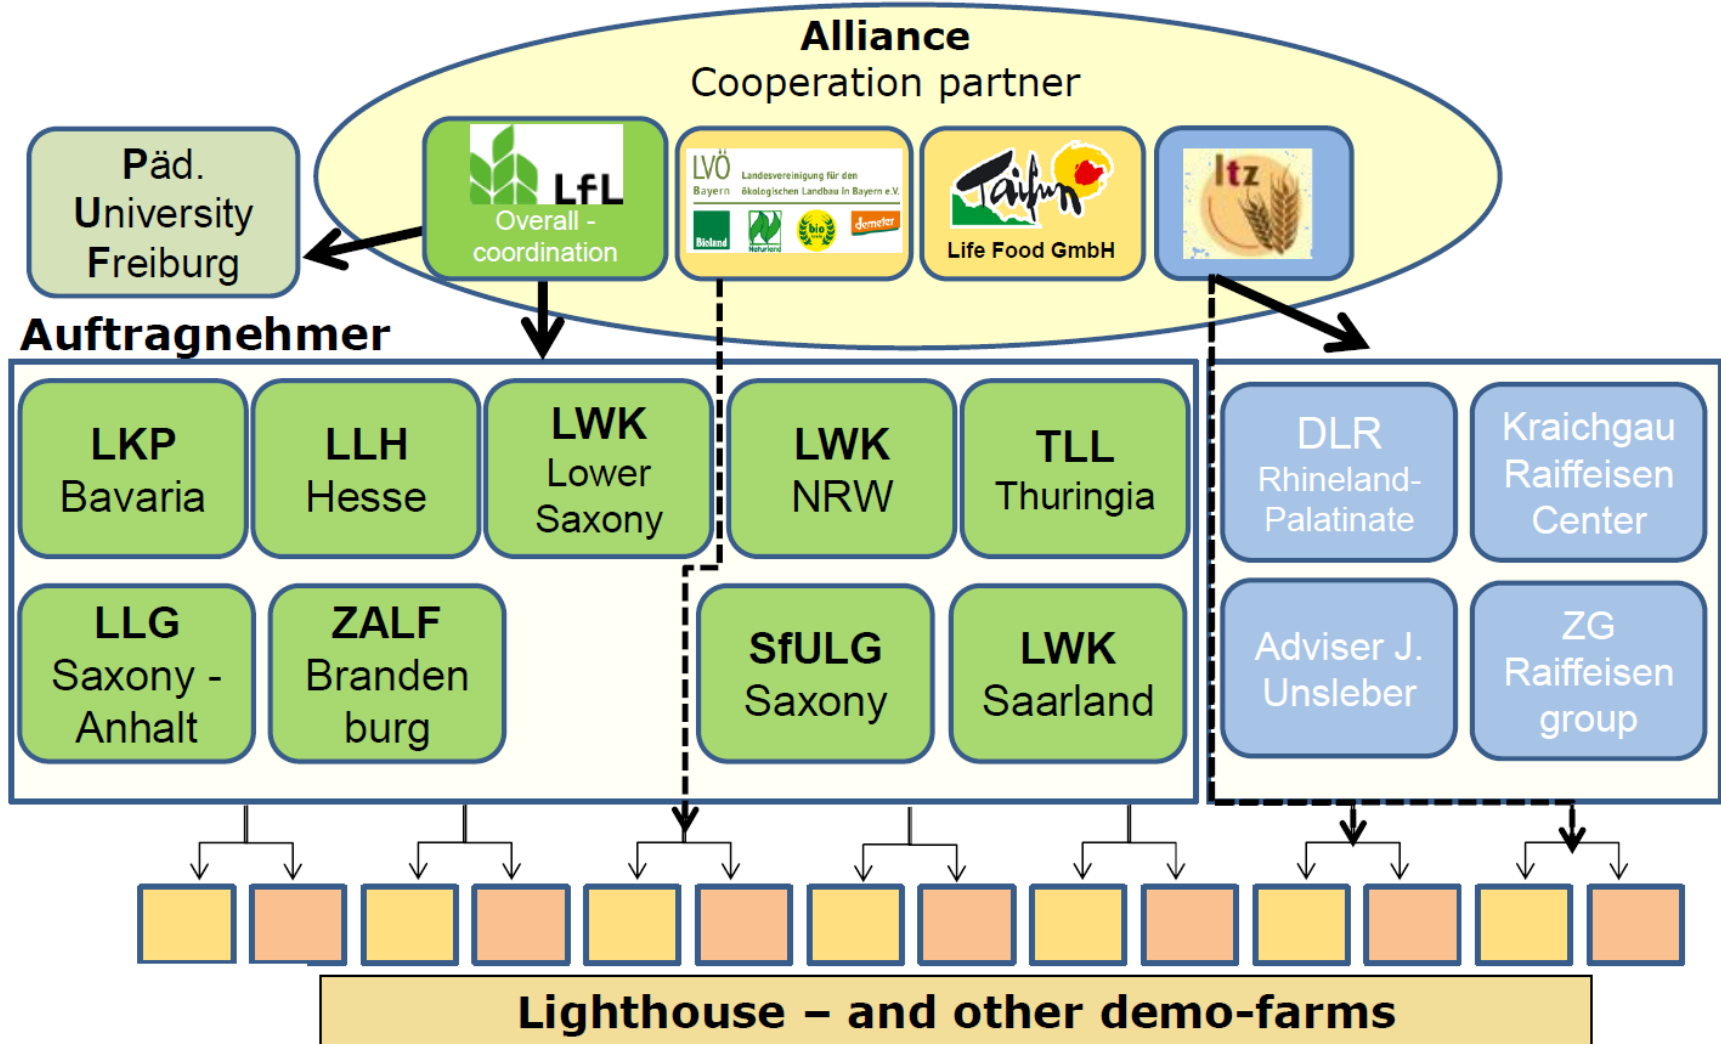 Alliance
Cooperation partner
Päd.
University
Freiburg
LfL
Overall -
coordination
LVÖ
Bayern
Landesvereinigung für den
ökologischen Landbau in Bayern e.V.
Bioland
Naturland
bio
demeter
Taifun
Life Food GmbH
ltz
Auftragnehmer
LKP
Bavaria
LLH
Hesse
LWK
Lower
Saxony
LWK
NRW
TLL
Thuringia
DLR
Rhineland-
Palatinate
Kraichgau
Raiffeisen
Center
LLG
Saxony -
Anhalt
ZALF
Branden
burg
SfULG
Saxony
LWK
Saarland
Adviser J.
Unsleber
ZG
Raiffeisen
group
Lighthouse – and other demo-farms